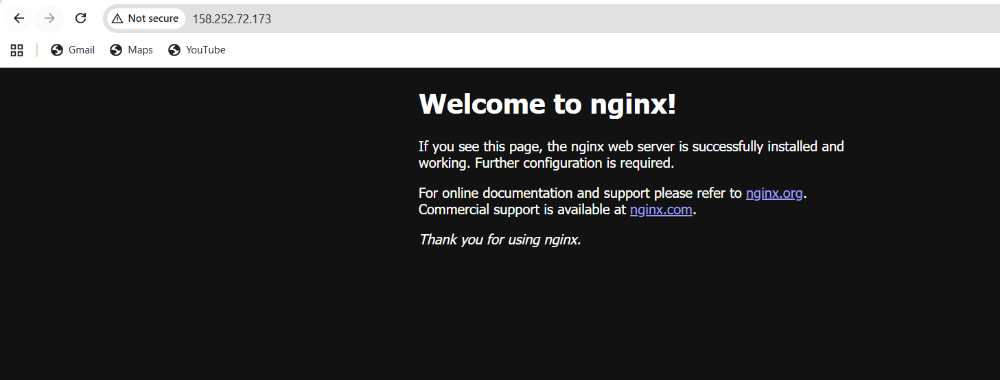 Not secure 158.252.72.173
Gmail Maps YouTube
Welcome to nginx!
If you see this page, the nginx web server is successfully installed and
working. Further configuration is required.
For online documentation and support please refer to nginx.org.
Commercial support is available at nginx.com.
Thank you for using nginx.